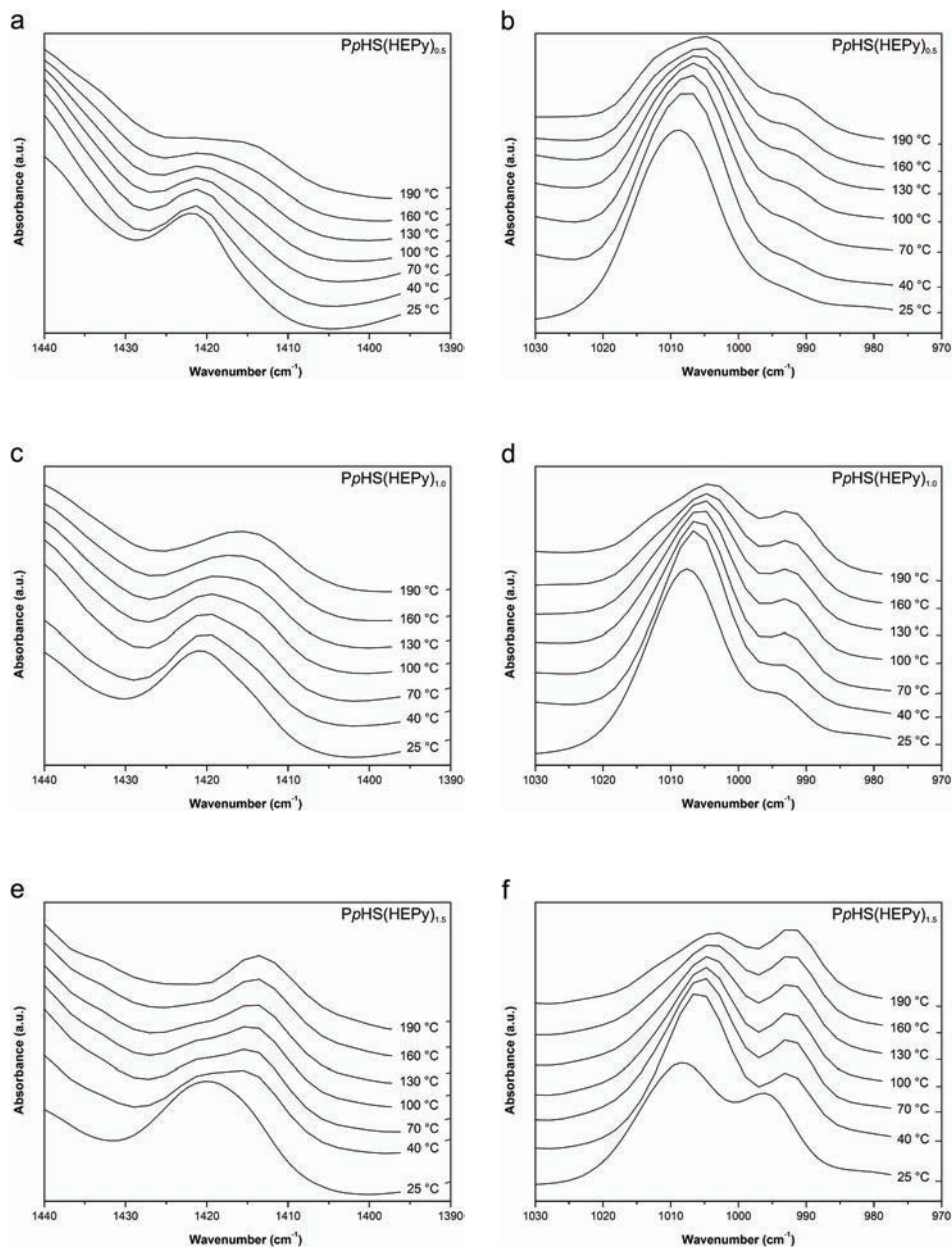 a
PpHS(HEPy)0.5
Absorbance (a.u.)
190 °C
160 °C
130 °C
100 °C
70 °C
40 °C
25 °C
1440 1430 1420 1410 1400 1390
Wavenumber (cm-1)
b
PpHS(HEPy)0.5
Absorbance (a.u.)
190 °C
160 °C
130 °C
100 °C
70 °C
40 °C
25 °C
1030 1020 1010 1000 990 980 970
Wavenumber (cm-1)
c
PpHS(HEPy)1.0
Absorbance (a.u.)
190 °C
160 °C
130 °C
100 °C
70 °C
40 °C
25 °C
1440 1430 1420 1410 1400 1390
Wavenumber (cm-1)
d
PpHS(HEPy)1.0
Absorbance (a.u.)
190 °C
160 °C
130 °C
100 °C
70 °C
40 °C
25 °C
1030 1020 1010 1000 990 980 970
Wavenumber (cm-1)
e
PpHS(HEPy)1.5
Absorbance (a.u.)
190 °C
160 °C
130 °C
100 °C
70 °C
40 °C
25 °C
1440 1430 1420 1410 1400 1390
Wavenumber (cm-1)
f
PpHS(HEPy)1.5
Absorbance (a.u.)
190 °C
160 °C
130 °C
100 °C
70 °C
40 °C
25 °C
1030 1020 1010 1000 990 980 970
Wavenumber (cm-1)